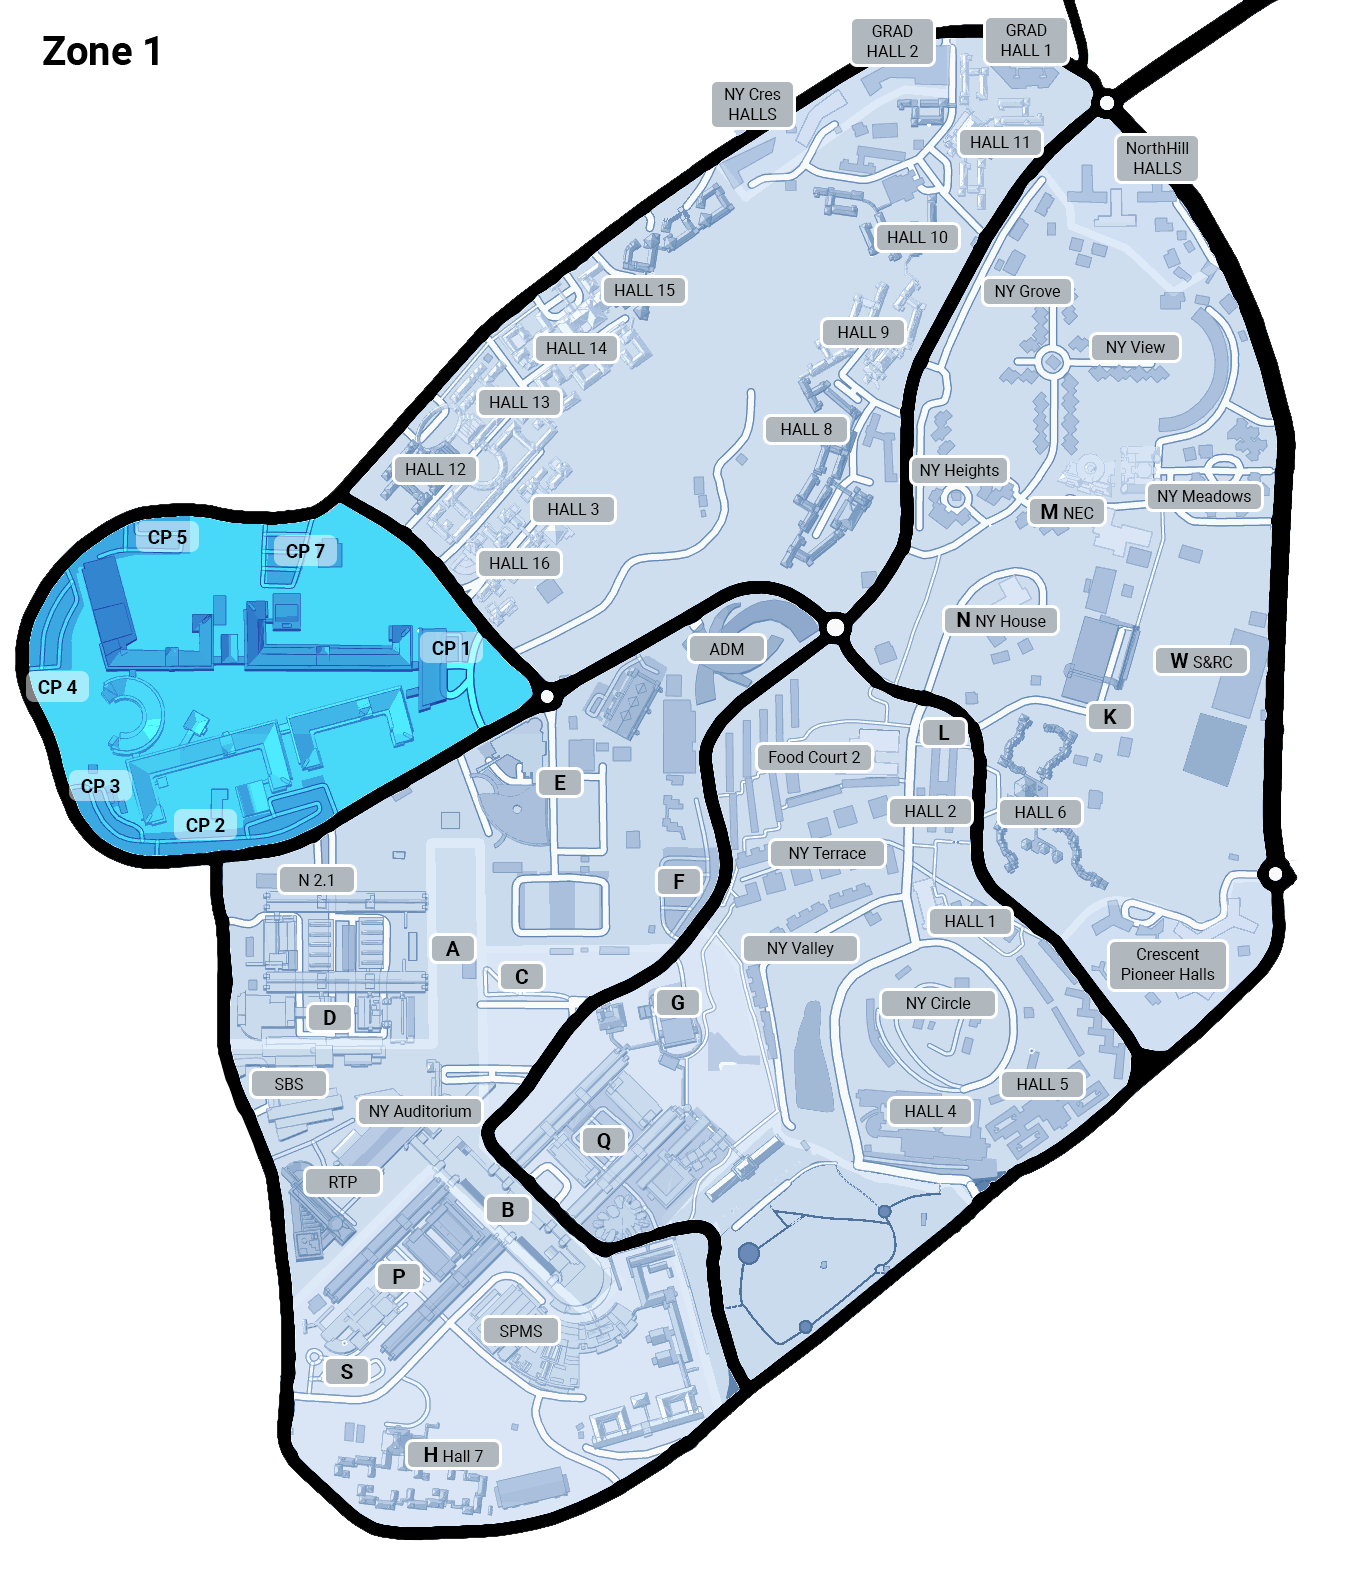 Zone 1
GRAD
HALL 2
GRAD
HALL 1
NY Cres
HALLS
HALL 11
NorthHill
HALLS
HALL 10
HALL 15
NY Grove
HALL 9
NY View
HALL 14
HALL 13
HALL 8
HALL 12
NY Heights
NY Meadows
HALL 3
M NEC
CP 5
CP 7
HALL 16
N NY House
CP 1
ADM
W S&RC
CP 4
K
L
Food Court 2
E
CP 3
HALL 2
HALL 6
CP 2
NY Terrace
N 2.1
F
HALL 1
A
NY Valley
Crescent
Pioneer Halls
C
G
NY Circle
D
SBS
HALL 5
NY Auditorium
HALL 4
Q
RTP
B
P
SPMS
S
H Hall 7